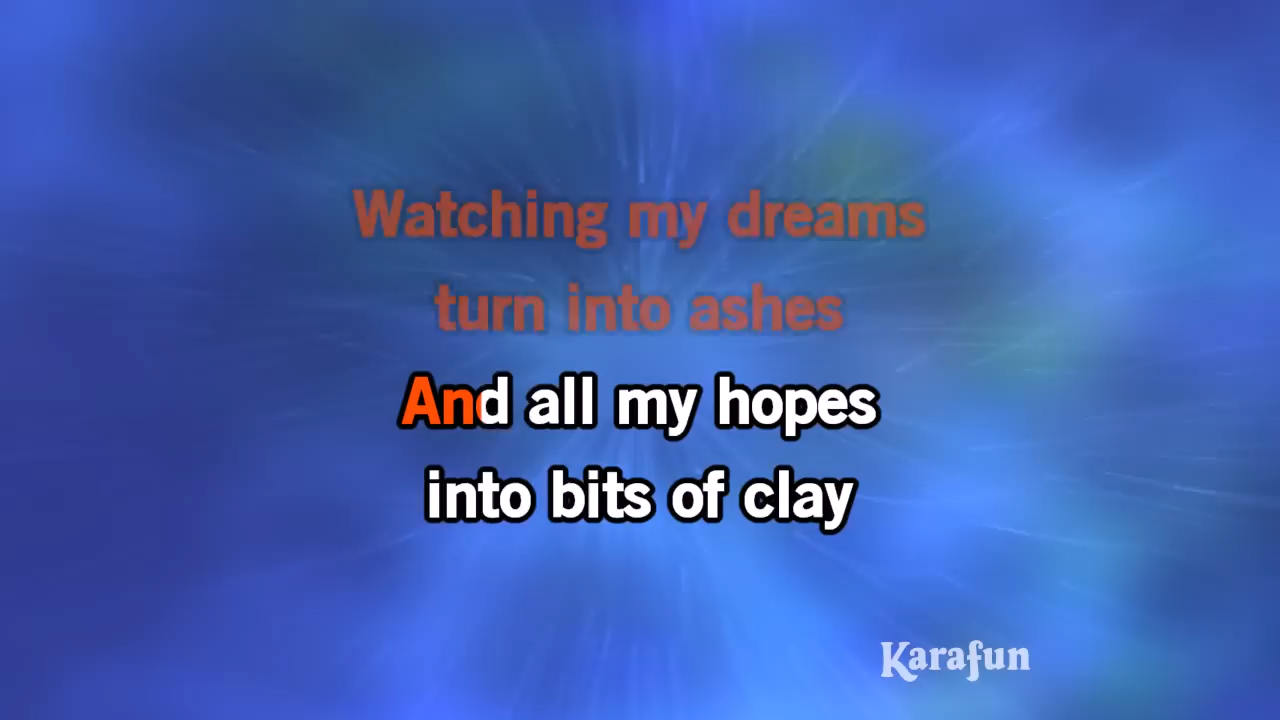 Watching my dreams
turn into ashes
And all my hopes
into bits of clay
Karafun